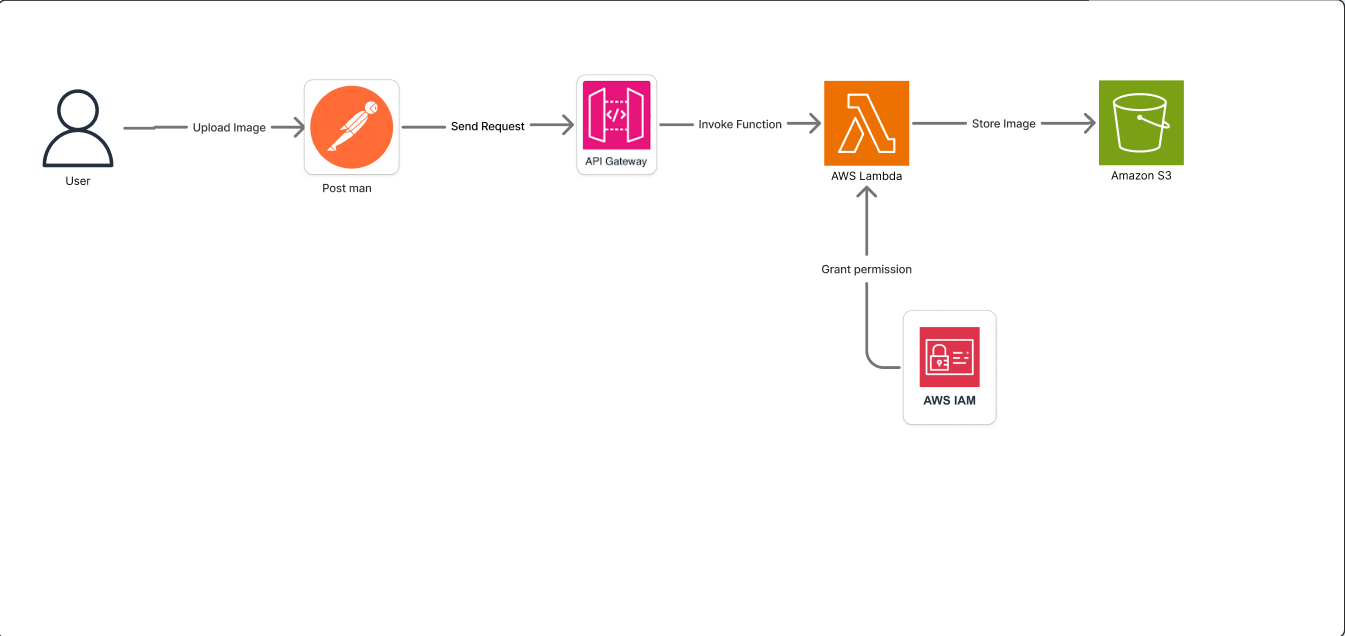 Upload Image
Send Request
Invoke Function
Store Image
</>
API Gateway
User
Post man
AWS Lambda
Amazon S3
Grant permission
AWS IAM